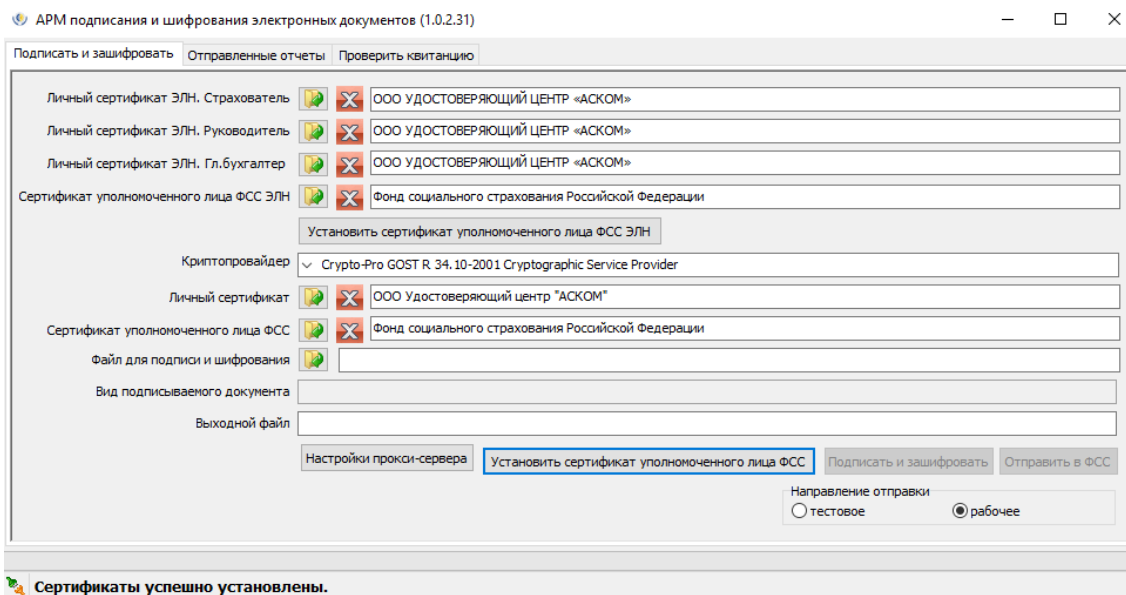 АРМ подписания и шифрования электронных документов (1.0.2.31)
Подписать и зашифровать Отправленные отчеты Проверить квитанцию
Личный сертификат ЭЛН. Страхователь ООО УДОСТОВЕРЯЮЩИЙ ЦЕНТР «АСКОМ»
Личный сертификат ЭЛН. Руководитель ООО УДОСТОВЕРЯЮЩИЙ ЦЕНТР «АСКОМ»
Личный сертификат ЭЛН. Гл.бухгалтер ООО УДОСТОВЕРЯЮЩИЙ ЦЕНТР «АСКОМ»
Сертификат уполномоченного лица ФСС ЭЛН Фонд социального страхования Российской Федерации
Установить сертификат уполномоченного лица ФСС ЭЛН
Криптопровайдер Crypto-Pro GOST R 34.10-2001 Cryptographic Service Provider
Личный сертификат ООО Удостоверяющий центр "АСКОМ"
Сертификат уполномоченного лица ФСС Фонд социального страхования Российской Федерации
Файл для подписи и шифрования
Вид подписываемого документа
Выходной файл
Настройки прокси-сервера Установить сертификат уполномоченного лица ФСС Подписать и зашифровать Отправить в ФСС
Направление отправки
тестовое рабочее
Сертификаты успешно установлены.